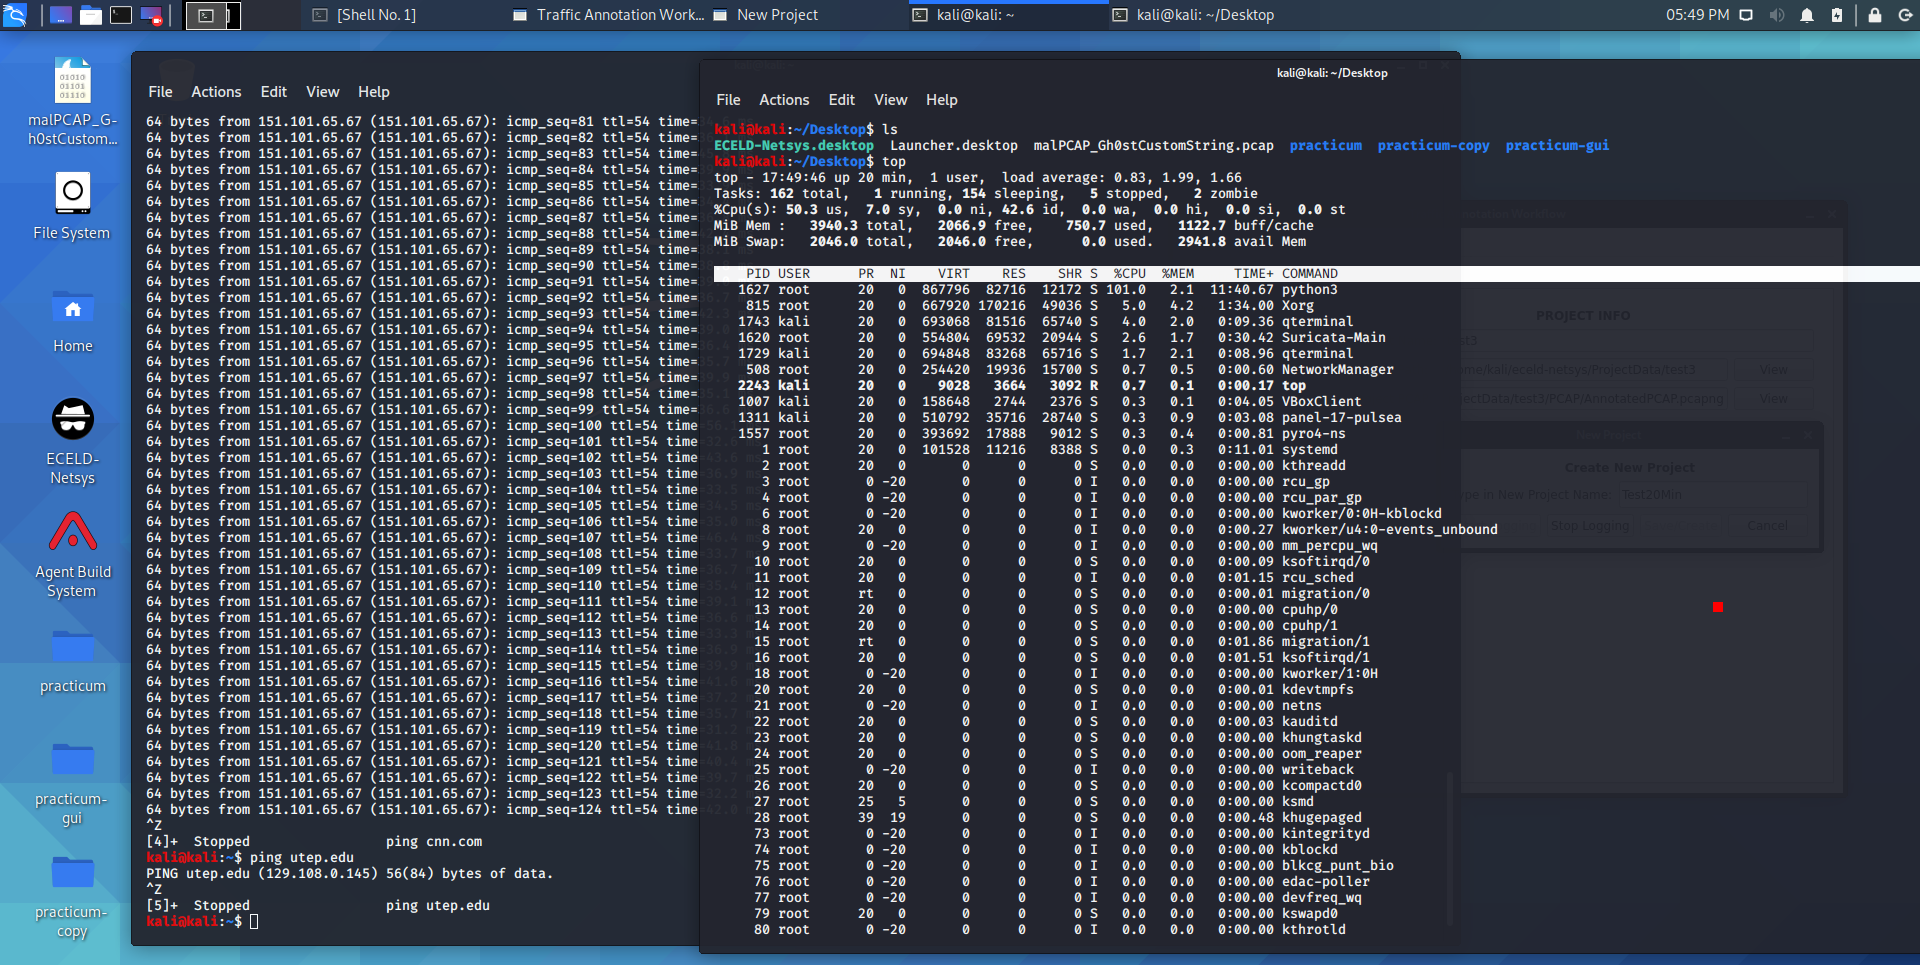 [Shell No. 1]
Traffic Annotation Work...
New Project
kali@kali: ~
kali@kali: ~/Desktop
05:49 PM
malPCAP_G-
h0stCustom...
File System
Home
ECELD-
Netsys
Agent Build
System
practicum
practicum-
gui
practicum-
copy
File Actions Edit View Help
64 bytes from 151.101.65.67 (151.101.65.67): icmp_seq=81 ttl=54 time=
64 bytes from 151.101.65.67 (151.101.65.67): icmp_seq=82 ttl=54 time=
64 bytes from 151.101.65.67 (151.101.65.67): icmp_seq=83 ttl=54 time=
64 bytes from 151.101.65.67 (151.101.65.67): icmp_seq=84 ttl=54 time=
64 bytes from 151.101.65.67 (151.101.65.67): icmp_seq=85 ttl=54 time=
64 bytes from 151.101.65.67 (151.101.65.67): icmp_seq=86 ttl=54 time=
64 bytes from 151.101.65.67 (151.101.65.67): icmp_seq=87 ttl=54 time=
64 bytes from 151.101.65.67 (151.101.65.67): icmp_seq=88 ttl=54 time=
64 bytes from 151.101.65.67 (151.101.65.67): icmp_seq=89 ttl=54 time=
64 bytes from 151.101.65.67 (151.101.65.67): icmp_seq=90 ttl=54 time=
64 bytes from 151.101.65.67 (151.101.65.67): icmp_seq=91 ttl=54 time=
64 bytes from 151.101.65.67 (151.101.65.67): icmp_seq=92 ttl=54 time=
64 bytes from 151.101.65.67 (151.101.65.67): icmp_seq=93 ttl=54 time=
64 bytes from 151.101.65.67 (151.101.65.67): icmp_seq=94 ttl=54 time=
64 bytes from 151.101.65.67 (151.101.65.67): icmp_seq=95 ttl=54 time=
64 bytes from 151.101.65.67 (151.101.65.67): icmp_seq=96 ttl=54 time=
64 bytes from 151.101.65.67 (151.101.65.67): icmp_seq=97 ttl=54 time=
64 bytes from 151.101.65.67 (151.101.65.67): icmp_seq=98 ttl=54 time=
64 bytes from 151.101.65.67 (151.101.65.67): icmp_seq=99 ttl=54 time=
64 bytes from 151.101.65.67 (151.101.65.67): icmp_seq=100 ttl=54 time=
64 bytes from 151.101.65.67 (151.101.65.67): icmp_seq=101 ttl=54 time=
64 bytes from 151.101.65.67 (151.101.65.67): icmp_seq=102 ttl=54 time=
64 bytes from 151.101.65.67 (151.101.65.67): icmp_seq=103 ttl=54 time=
64 bytes from 151.101.65.67 (151.101.65.67): icmp_seq=104 ttl=54 time=
64 bytes from 151.101.65.67 (151.101.65.67): icmp_seq=105 ttl=54 time=
64 bytes from 151.101.65.67 (151.101.65.67): icmp_seq=106 ttl=54 time=
64 bytes from 151.101.65.67 (151.101.65.67): icmp_seq=107 ttl=54 time=
64 bytes from 151.101.65.67 (151.101.65.67): icmp_seq=108 ttl=54 time=
64 bytes from 151.101.65.67 (151.101.65.67): icmp_seq=109 ttl=54 time=
64 bytes from 151.101.65.67 (151.101.65.67): icmp_seq=110 ttl=54 time=
64 bytes from 151.101.65.67 (151.101.65.67): icmp_seq=111 ttl=54 time=
64 bytes from 151.101.65.67 (151.101.65.67): icmp_seq=112 ttl=54 time=
64 bytes from 151.101.65.67 (151.101.65.67): icmp_seq=113 ttl=54 time=
64 bytes from 151.101.65.67 (151.101.65.67): icmp_seq=114 ttl=54 time=
64 bytes from 151.101.65.67 (151.101.65.67): icmp_seq=115 ttl=54 time=
64 bytes from 151.101.65.67 (151.101.65.67): icmp_seq=116 ttl=54 time=
64 bytes from 151.101.65.67 (151.101.65.67): icmp_seq=117 ttl=54 time=
64 bytes from 151.101.65.67 (151.101.65.67): icmp_seq=118 ttl=54 time=
64 bytes from 151.101.65.67 (151.101.65.67): icmp_seq=119 ttl=54 time=
64 bytes from 151.101.65.67 (151.101.65.67): icmp_seq=120 ttl=54 time=
64 bytes from 151.101.65.67 (151.101.65.67): icmp_seq=121 ttl=54 time=
64 bytes from 151.101.65.67 (151.101.65.67): icmp_seq=122 ttl=54 time=
64 bytes from 151.101.65.67 (151.101.65.67): icmp_seq=123 ttl=54 time=
64 bytes from 151.101.65.67 (151.101.65.67): icmp_seq=124 ttl=54 time=
^Z
[4]+ Stopped ping cnn.com
kali@kali:~$ ping utep.edu
PING utep.edu (129.108.0.145) 56(84) bytes of data.
^Z
[5]+ Stopped ping utep.edu
kali@kali:~$
kali@kali: ~/Desktop
File Actions Edit View Help
kali@kali:~/Desktop$ ls
ECELD-Netsys.desktop Launcher.desktop malPCAP_Gh0stCustomString.pcap practicum practicum-copy practicum-gui
kali@kali:~/Desktop$ top
top - 17:49:46 up 20 min, 1 user, load average: 0.83, 1.99, 1.66
Tasks: 162 total, 1 running, 154 sleeping, 5 stopped, 2 zombie
%Cpu(s): 50.3 us, 7.0 sy, 0.0 ni, 42.6 id, 0.0 wa, 0.0 hi, 0.0 si, 0.0 st
MiB Mem : 3940.3 total, 2066.9 free, 750.7 used, 1122.7 buff/cache
MiB Swap: 2046.0 total, 2046.0 free, 0.0 used. 2941.8 avail Mem
PID USER PR NI VIRT RES SHR S %CPU %MEM TIME+ COMMAND
1627 root 20 0 867796 82716 12172 S 101.0 2.1 11:40.67 python3
815 root 20 0 667920 170216 49036 S 5.0 4.2 1:34.00 Xorg
1743 kali 20 0 693068 81516 65740 S 4.0 2.0 0:09.36 qterminal
1620 root 20 0 554804 69532 20944 S 2.6 1.7 0:30.42 Suricata-Main
1729 kali 20 0 694848 83268 65716 S 1.7 2.1 0:08.96 qterminal
508 root 20 0 254420 19936 15700 S 0.7 0.5 0:00.60 NetworkManager
2243 kali 20 0 9028 3664 3092 R 0.7 0.1 0:00.17 top
1007 kali 20 0 158648 2744 2376 S 0.3 0.1 0:04.05 VBoxClient
1311 kali 20 0 510792 35716 28740 S 0.3 0.9 0:03.08 panel-17-pulsea
1557 root 20 0 393692 17888 9012 S 0.3 0.4 0:00.81 pyro4-ns
1 root 20 0 101528 11216 8388 S 0.0 0.3 0:11.01 systemd
2 root 20 0 0 0 0 S 0.0 0.0 0:00.00 kthreadd
3 root 0 -20 0 0 0 I 0.0 0.0 0:00.00 rcu_gp
4 root 0 -20 0 0 0 I 0.0 0.0 0:00.00 rcu_par_gp
6 root 0 -20 0 0 0 I 0.0 0.0 0:00.00 kworker/0:0H-kblockd
8 root 20 0 0 0 0 I 0.0 0.0 0:00.27 kworker/u4:0-events_unbound
9 root 0 -20 0 0 0 I 0.0 0.0 0:00.00 mm_percpu_wq
10 root 20 0 0 0 0 S 0.0 0.0 0:00.09 ksoftirqd/0
11 root 20 0 0 0 0 I 0.0 0.0 0:01.15 rcu_sched
12 root rt 0 0 0 0 S 0.0 0.0 0:00.01 migration/0
13 root 20 0 0 0 0 S 0.0 0.0 0:00.00 cpuhp/0
14 root 20 0 0 0 0 S 0.0 0.0 0:00.00 cpuhp/1
15 root rt 0 0 0 0 S 0.0 0.0 0:01.86 migration/1
16 root 20 0 0 0 0 S 0.0 0.0 0:01.51 ksoftirqd/1
18 root 0 -20 0 0 0 I 0.0 0.0 0:00.00 kworker/1:0H
20 root 20 0 0 0 0 S 0.0 0.0 0:00.01 kdevtmpfs
21 root 0 -20 0 0 0 I 0.0 0.0 0:00.00 netns
22 root 20 0 0 0 0 S 0.0 0.0 0:00.03 kauditd
23 root 20 0 0 0 0 S 0.0 0.0 0:00.00 khungtaskd
24 root 20 0 0 0 0 S 0.0 0.0 0:00.00 oom_reaper
25 root 0 -20 0 0 0 I 0.0 0.0 0:00.00 writeback
26 root 20 0 0 0 0 S 0.0 0.0 0:00.00 kcompactd0
27 root 25 5 0 0 0 S 0.0 0.0 0:00.00 ksmd
28 root 39 19 0 0 0 S 0.0 0.0 0:00.48 khugepaged
73 root 0 -20 0 0 0 I 0.0 0.0 0:00.00 kintegrityd
74 root 0 -20 0 0 0 I 0.0 0.0 0:00.00 kblockd
75 root 0 -20 0 0 0 I 0.0 0.0 0:00.00 blkcg_punt_bio
76 root 0 -20 0 0 0 I 0.0 0.0 0:00.00 edac-poller
77 root 0 -20 0 0 0 I 0.0 0.0 0:00.00 devfreq_wq
79 root 20 0 0 0 0 S 0.0 0.0 0:00.00 kswapd0
80 root 0 -20 0 0 0 I 0.0 0.0 0:00.00 kthrotld
PROJECT INFO
st3
me/kali/eceld-netsys/ProjectData/test3 View
jectData/test3/PCAP/AnnotatedPCAP.pcapng View
New Project
Create New Project
ype in New Project Name: Test20Min
Stop Logging Cancel